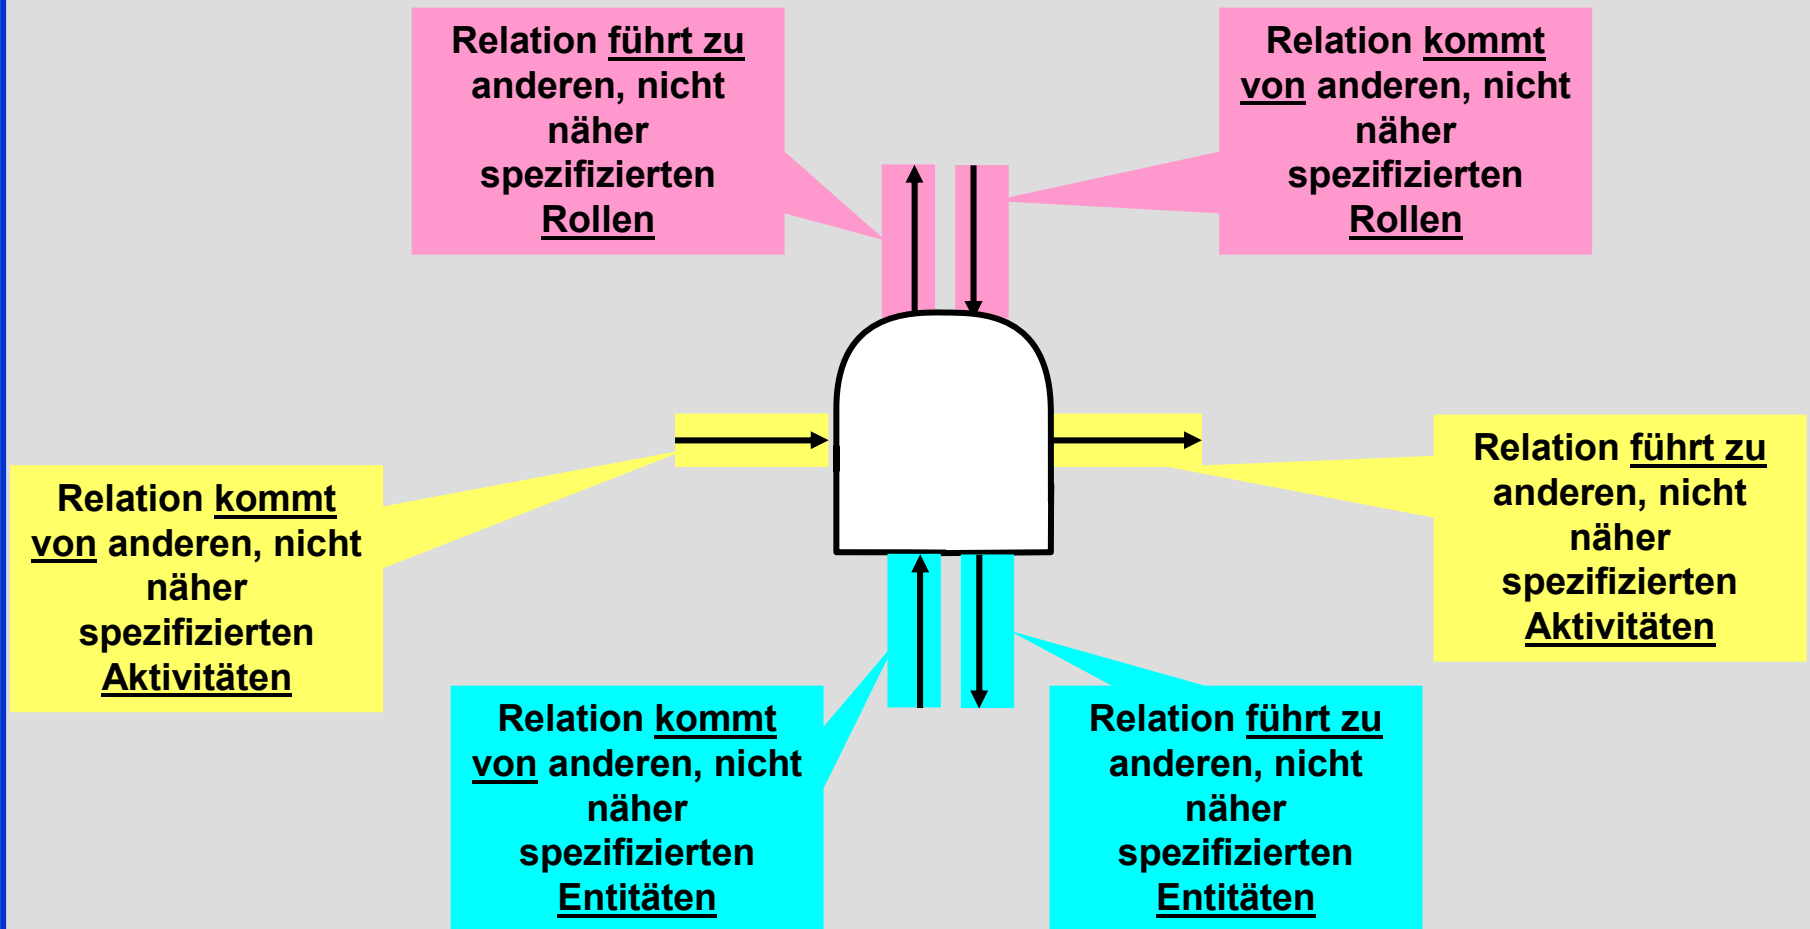 Relation führt zu
anderen, nicht
näher
spezifizierten
Rollen
Relation kommt
von anderen, nicht
näher
spezifizierten
Rollen
Relation kommt
von anderen, nicht
näher
spezifizierten
Aktivitäten
Relation führt zu
anderen, nicht
näher
spezifizierten
Aktivitäten
Relation kommt
von anderen, nicht
näher
spezifizierten
Entitäten
Relation führt zu
anderen, nicht
näher
spezifizierten
Entitäten